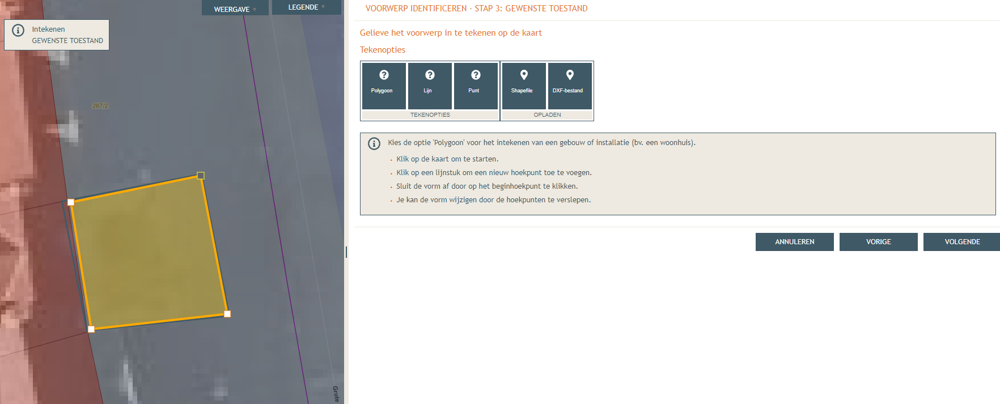 WEERGAVE
LEGENDE
Intekenen
GEWENSTE TOESTAND
267/2
Grote
VOORWERP IDENTIFICEREN - STAP 3: GEWENSTE TOESTAND
Gelieve het voorwerp in te tekenen op de kaart
Tekenopties
Polygoon
Lijn
Punt
Shapefile
DXF-bestand
TEKENOPTIES
OPLADEN
Kies de optie 'Polygoon' voor het intekenen van een gebouw of installatie (bv. een woonhuis).
Klik op de kaart om te starten.
Klik op een lijnstuk om een nieuw hoekpunt toe te voegen.
Sluit de vorm af door op het beginhoekpunt te klikken.
Je kan de vorm wijzigen door de hoekpunten te verslepen.
ANNULEREN
VORIGE
VOLGENDE